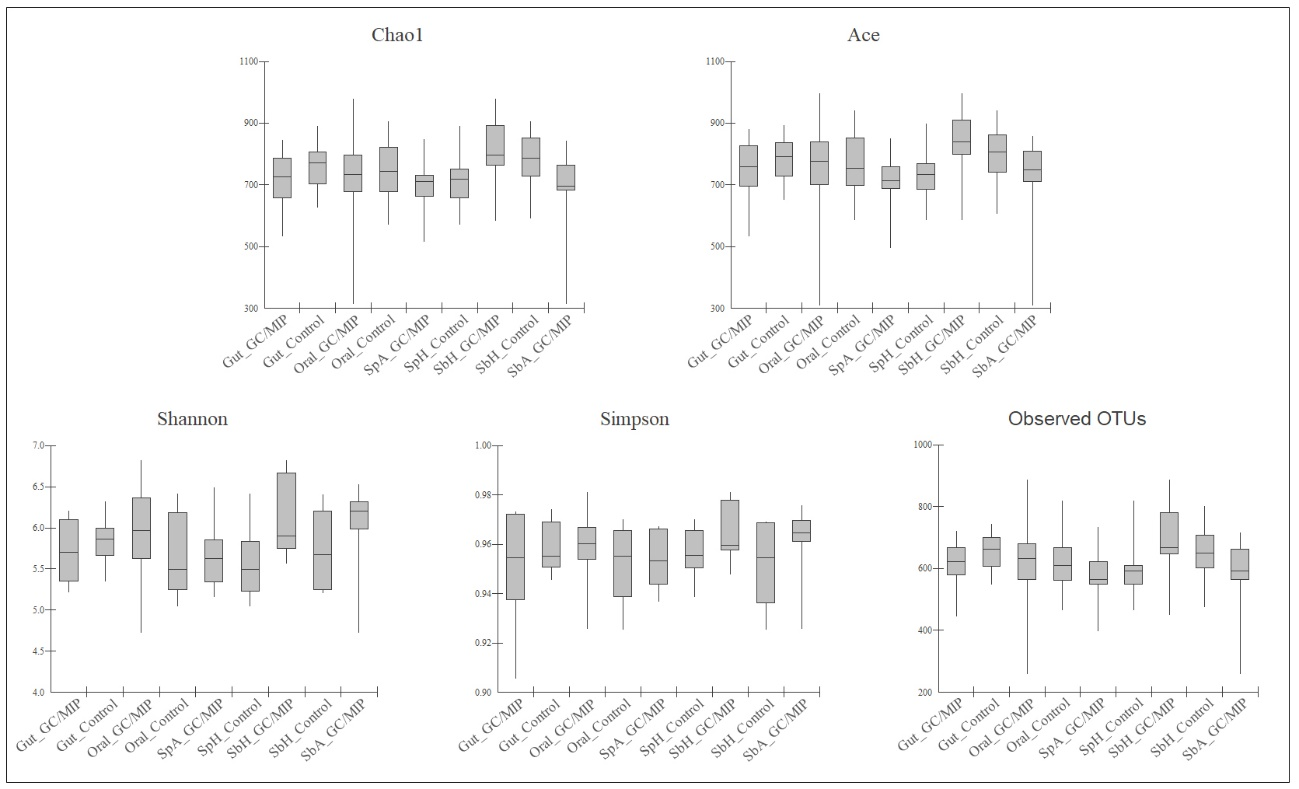 Chao1
1100
900
700
500
300
Gut_GC/MIP
Gut_Control
Oral_GC/MIP
Oral_Control
SpA_GC/MIP
SpH_Control
SbH_GC/MIP
SbH_Control
SbA_GC/MIP
Ace
1100
900
700
500
300
Gut_GC/MIP
Gut_Control
Oral_GC/MIP
Oral_Control
SpA_GC/MIP
SpH_Control
SbH_GC/MIP
SbH_Control
SbA_GC/MIP
Shannon
7.0
6.5
6.0
5.5
5.0
4.5
4.0
Gut_GC/MIP
Gut_Control
Oral_GC/MIP
Oral_Control
SpA_GC/MIP
SpH_Control
SbH_GC/MIP
SbH_Control
SbA_GC/MIP
Simpson
1.00
0.98
0.96
0.94
0.92
0.90
Gut_GC/MIP
Gut_Control
Oral_GC/MIP
Oral_Control
SpA_GC/MIP
SpH_Control
SbH_GC/MIP
SbH_Control
SbA_GC/MIP
Observed OTUs
1000
800
600
400
200
Gut_GC/MIP
Gut_Control
Oral_GC/MIP
Oral_Control
SpA_GC/MIP
SpH_Control
SbH_GC/MIP
SbH_Control
SbA_GC/MIP